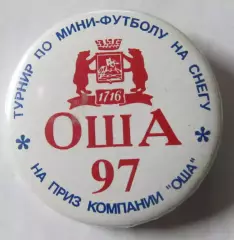 ТУРНИР ПО МИНИ-ФУТБОЛУ НА СНЕГУ
1716
ОША
97
* НА ПРИЗ КОМПАНИИ "ОША" *